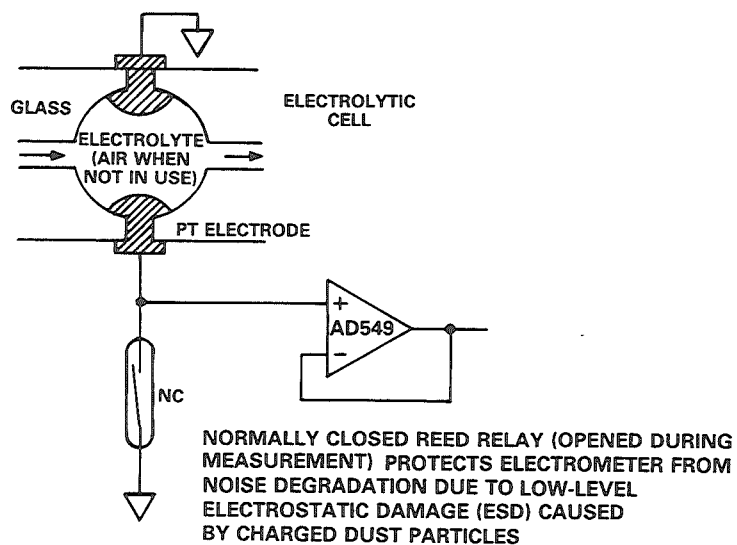 GLASS
ELECTROLYTIC
CELL
ELECTROLYTE
(AIR WHEN
NOT IN USE)
PT ELECTRODE
+
AD549
−
NC
NORMALLY CLOSED REED RELAY (OPENED DURING
MEASUREMENT) PROTECTS ELECTROMETER FROM
NOISE DEGRADATION DUE TO LOW-LEVEL
ELECTROSTATIC DAMAGE (ESD) CAUSED
BY CHARGED DUST PARTICLES